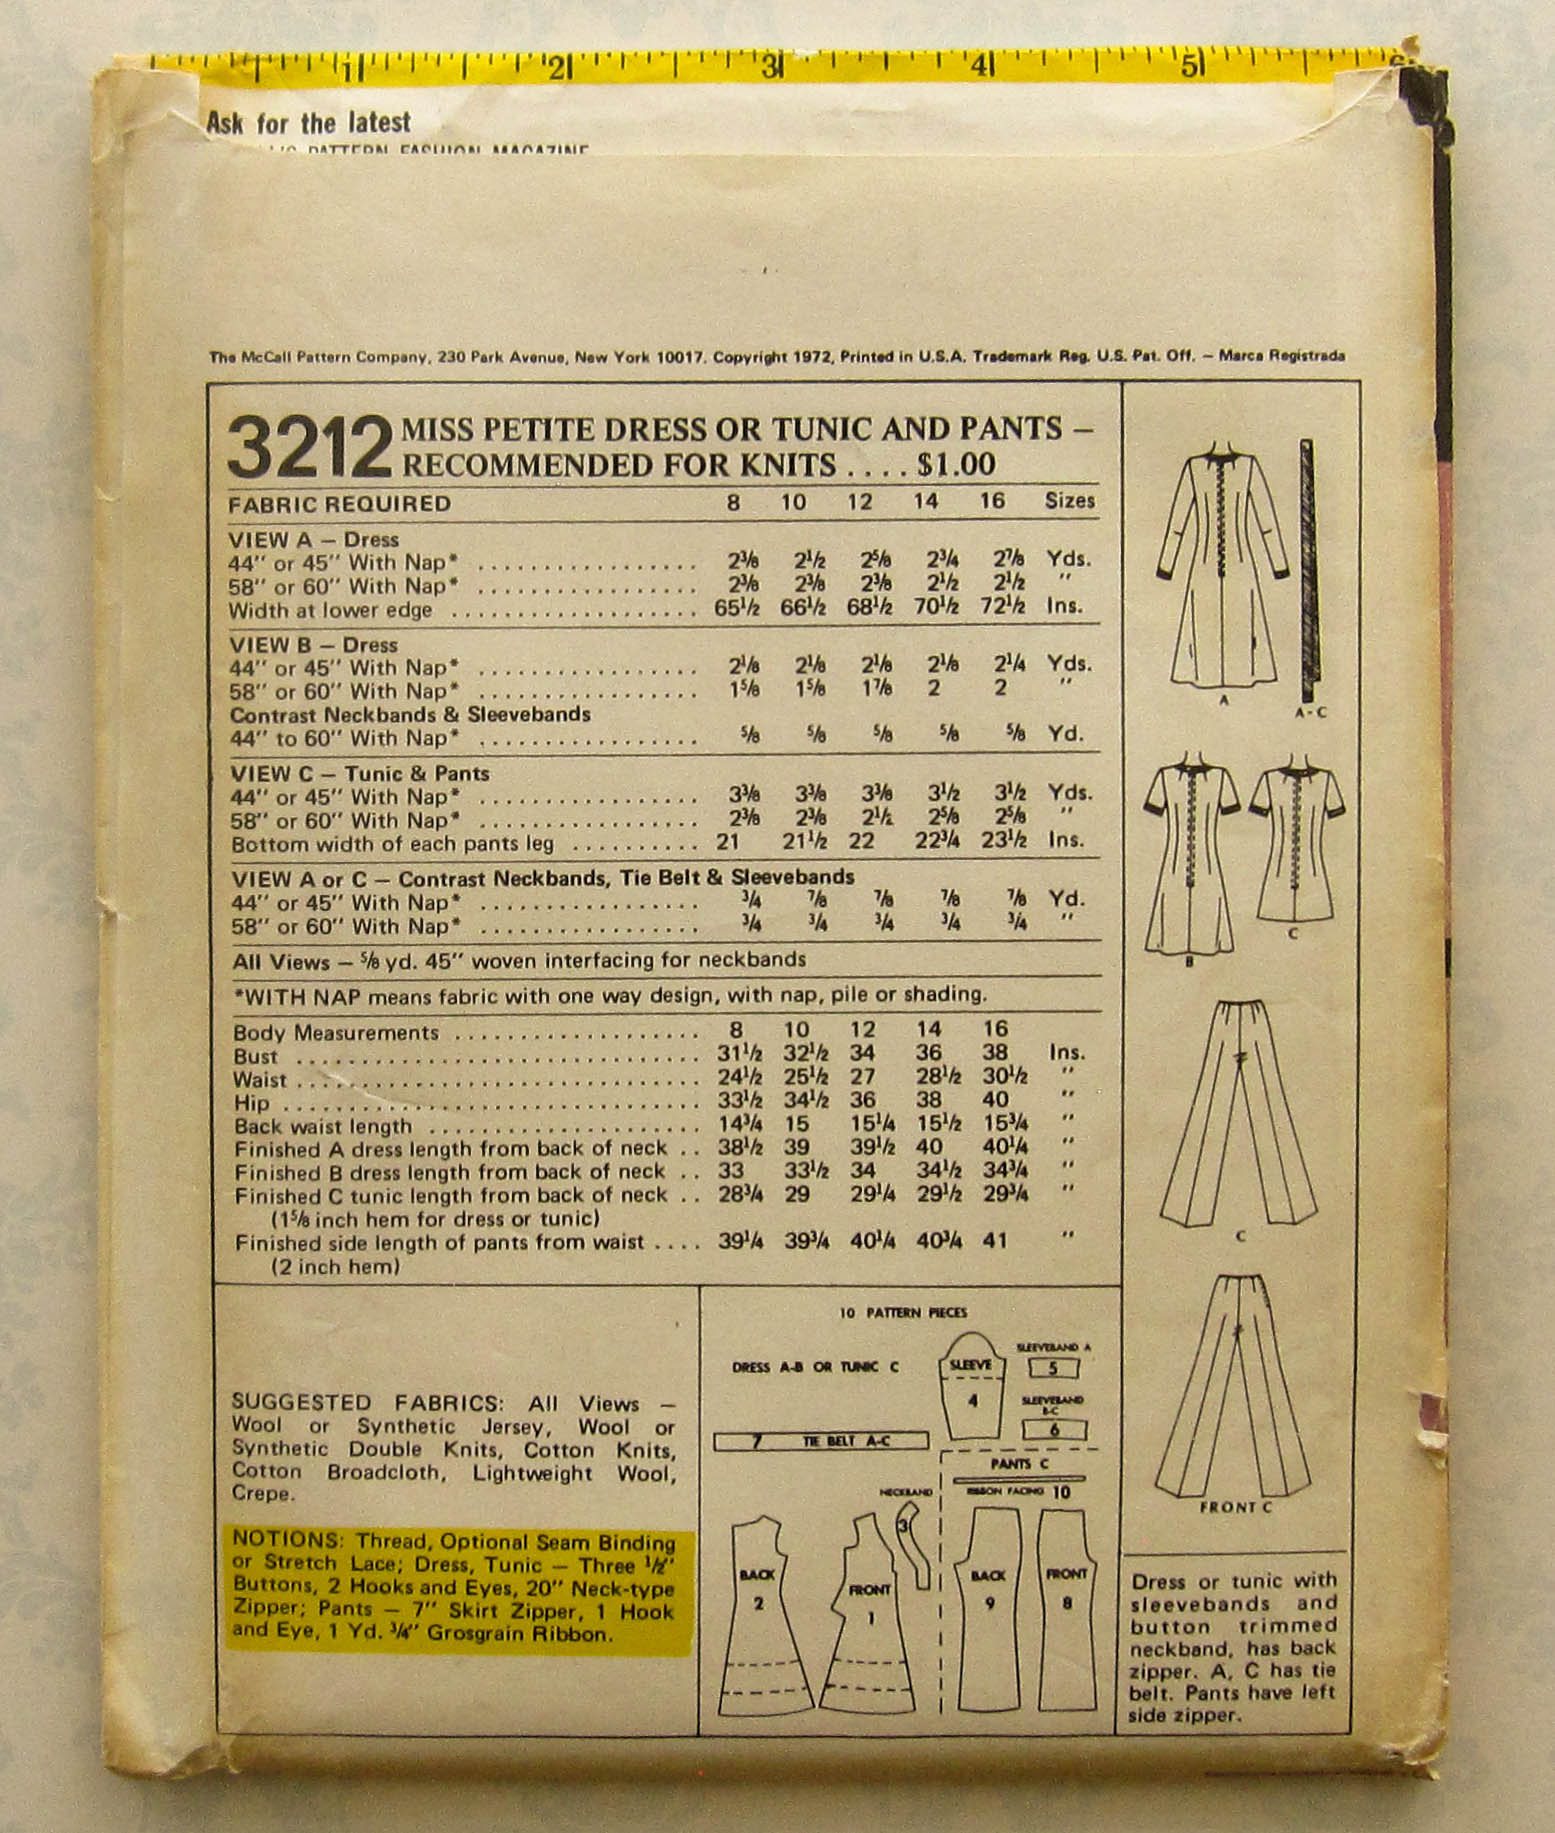 1 2 3 4 5 6
Ask for the latest
PATTERN FASHION MAGAZINE
The McCall Pattern Company, 230 Park Avenue, New York 10017. Copyright 1972, Printed in U.S.A. Trademark Reg. U.S. Pat. Off. – Marca Registrada
3212 MISS PETITE DRESS OR TUNIC AND PANTS –
RECOMMENDED FOR KNITS .... $1.00
FABRIC REQUIRED 8 10 12 14 16 Sizes
VIEW A – Dress
44" or 45" With Nap* ................. 2⅜ 2½ 2⅝ 2¾ 2⅞ Yds.
58" or 60" With Nap* ................. 2⅜ 2⅜ 2⅜ 2½ 2½ "
Width at lower edge ................... 65½ 66½ 68½ 70½ 72½ Ins.
VIEW B – Dress
44" or 45" With Nap* ................. 2⅛ 2⅛ 2⅛ 2⅛ 2¼ Yds.
58" or 60" With Nap* ................. 1⅝ 1⅝ 1⅞ 2 2 "
Contrast Neckbands & Sleevebands
44" to 60" With Nap* ................. ⅝ ⅝ ⅝ ⅝ ⅝ Yd.
VIEW C – Tunic & Pants
44" or 45" With Nap* ................. 3⅜ 3⅜ 3⅜ 3½ 3½ Yds.
58" or 60" With Nap* ................. 2⅜ 2⅜ 2½ 2⅝ 2⅝ "
Bottom width of each pants leg .......... 21 21½ 22 22¾ 23½ Ins.
VIEW A or C – Contrast Neckbands, Tie Belt & Sleevebands
44" or 45" With Nap* ................. ¾ ⅞ ⅞ ⅞ ⅞ Yd.
58" or 60" With Nap* ................. ¾ ¾ ¾ ¾ ¾ "
All Views – ⅝ yd. 45" woven interfacing for neckbands
*WITH NAP means fabric with one way design, with nap, pile or shading.
Body Measurements ................... 8 10 12 14 16
Bust ............................... 31½ 32½ 34 36 38 Ins.
Waist ............................... 24½ 25½ 27 28½ 30½ "
Hip ................................ 33½ 34½ 36 38 40 "
Back waist length ..................... 14¾ 15 15¼ 15½ 15¾ "
Finished A dress length from back of neck .. 38½ 39 39½ 40 40¼ "
Finished B dress length from back of neck .. 33 33½ 34 34½ 34¾ "
Finished C tunic length from back of neck .. 28¾ 29 29¼ 29½ 29¾ "
(1⅝ inch hem for dress or tunic)
Finished side length of pants from waist .... 39¼ 39¾ 40¼ 40¾ 41 "
(2 inch hem)
SUGGESTED FABRICS: All Views –
Wool or Synthetic Jersey, Wool or
Synthetic Double Knits, Cotton Knits,
Cotton Broadcloth, Lightweight Wool,
Crepe.
NOTIONS: Thread, Optional Seam Binding
or Stretch Lace; Dress, Tunic – Three ½"
Buttons, 2 Hooks and Eyes, 20" Neck-type
Zipper; Pants – 7" Skirt Zipper, 1 Hook
and Eye, 1 Yd. ¾" Grosgrain Ribbon.
10 PATTERN PIECES
DRESS A-B OR TUNIC C
SLEEVE
4
SLEEVEBAND A
5
SLEEVEBAND
B-C
6
7 TIE BELT A-C
PANTS C
RIBBON FACING 10
NECKBAND
3
BACK
2
FRONT
1
BACK
9
FRONT
8
A
A-C
B
C
C
FRONT C
Dress or tunic with
sleevebands and
button trimmed
neckband, has back
zipper. A, C has tie
belt. Pants have left
side zipper.